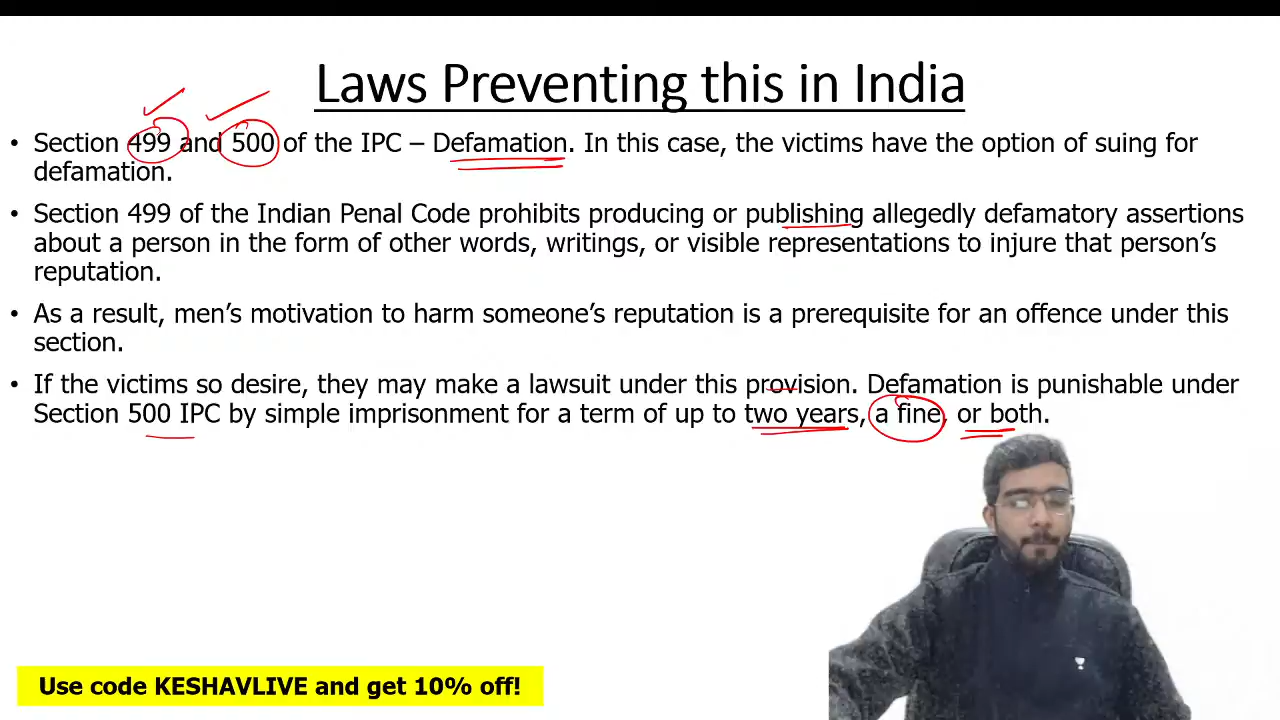 Laws Preventing this in India
• Section 499 and 500 of the IPC – Defamation. In this case, the victims have the option of suing for
defamation.
• Section 499 of the Indian Penal Code prohibits producing or publishing allegedly defamatory assertions
about a person in the form of other words, writings, or visible representations to injure that person’s
reputation.
• As a result, men’s motivation to harm someone’s reputation is a prerequisite for an offence under this
section.
• If the victims so desire, they may make a lawsuit under this provision. Defamation is punishable under
Section 500 IPC by simple imprisonment for a term of up to two years, a fine, or both.
Use code KESHAVLIVE and get 10% off!